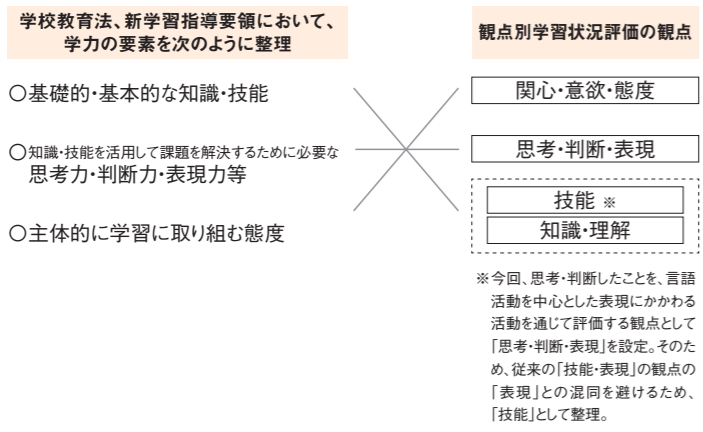 学校教育法、新学習指導要領において、
学力の要素を次のように整理
○基礎的・基本的な知識・技能
○知識・技能を活用して課題を解決するために必要な
思考力・判断力・表現力等
○主体的に学習に取り組む態度
観点別学習状況評価の観点
関心・意欲・態度
思考・判断・表現
技能 ※
知識・理解
※今回、思考・判断したことを、言語
活動を中心とした表現にかかわる
活動を通じて評価する観点として
「思考・判断・表現」を設定。そのた
め、従来の「技能・表現」の観点の
「表現」との混同を避けるため、
「技能」として整理。